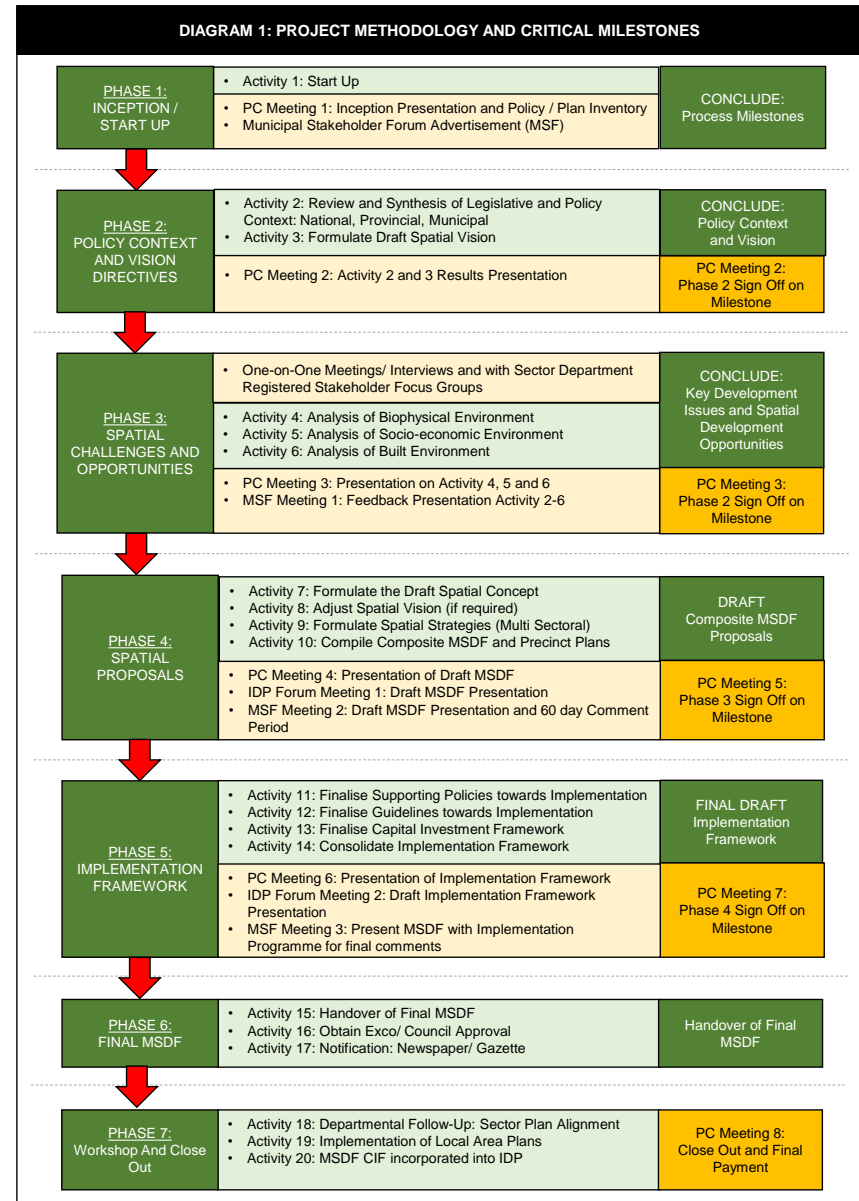 DIAGRAM 1: PROJECT METHODOLOGY AND CRITICAL MILESTONES
PHASE 1:
INCEPTION /
START UP
• Activity 1: Start Up
• PC Meeting 1: Inception Presentation and Policy / Plan Inventory
• Municipal Stakeholder Forum Advertisement (MSF)
CONCLUDE:
Process Milestones
PHASE 2:
POLICY CONTEXT
AND VISION
DIRECTIVES
• Activity 2: Review and Synthesis of Legislative and Policy
Context: National, Provincial, Municipal
• Activity 3: Formulate Draft Spatial Vision
• PC Meeting 2: Activity 2 and 3 Results Presentation
CONCLUDE:
Policy Context
and Vision
PC Meeting 2:
Phase 2 Sign Off on
Milestone
PHASE 3:
SPATIAL
CHALLENGES AND
OPPORTUNITIES
• One-on-One Meetings/ Interviews and with Sector Department
Registered Stakeholder Focus Groups
• Activity 4: Analysis of Biophysical Environment
• Activity 5: Analysis of Socio-economic Environment
• Activity 6: Analysis of Built Environment
• PC Meeting 3: Presentation on Activity 4, 5 and 6
• MSF Meeting 1: Feedback Presentation Activity 2-6
CONCLUDE:
Key Development
Issues and Spatial
Development
Opportunities
PC Meeting 3:
Phase 2 Sign Off on
Milestone
PHASE 4:
SPATIAL
PROPOSALS
• Activity 7: Formulate the Draft Spatial Concept
• Activity 8: Adjust Spatial Vision (if required)
• Activity 9: Formulate Spatial Strategies (Multi Sectoral)
• Activity 10: Compile Composite MSDF and Precinct Plans
• PC Meeting 4: Presentation of Draft MSDF
• IDP Forum Meeting 1: Draft MSDF Presentation
• MSF Meeting 2: Draft MSDF Presentation and 60 day Comment
Period
DRAFT
Composite MSDF
Proposals
PC Meeting 5:
Phase 3 Sign Off on
Milestone
PHASE 5:
IMPLEMENTATION
FRAMEWORK
• Activity 11: Finalise Supporting Policies towards Implementation
• Activity 12: Finalise Guidelines towards Implementation
• Activity 13: Finalise Capital Investment Framework
• Activity 14: Consolidate Implementation Framework
• PC Meeting 6: Presentation of Implementation Framework
• IDP Forum Meeting 2: Draft Implementation Framework
Presentation
• MSF Meeting 3: Present MSDF with Implementation
Programme for final comments
FINAL DRAFT
Implementation
Framework
PC Meeting 7:
Phase 4 Sign Off on
Milestone
PHASE 6:
FINAL MSDF
• Activity 15: Handover of Final MSDF
• Activity 16: Obtain Exco/ Council Approval
• Activity 17: Notification: Newspaper/ Gazette
Handover of Final
MSDF
PHASE 7:
Workshop And Close
Out
• Activity 18: Departmental Follow-Up: Sector Plan Alignment
• Activity 19: Implementation of Local Area Plans
• Activity 20: MSDF CIF incorporated into IDP
PC Meeting 8:
Close Out and Final
Payment